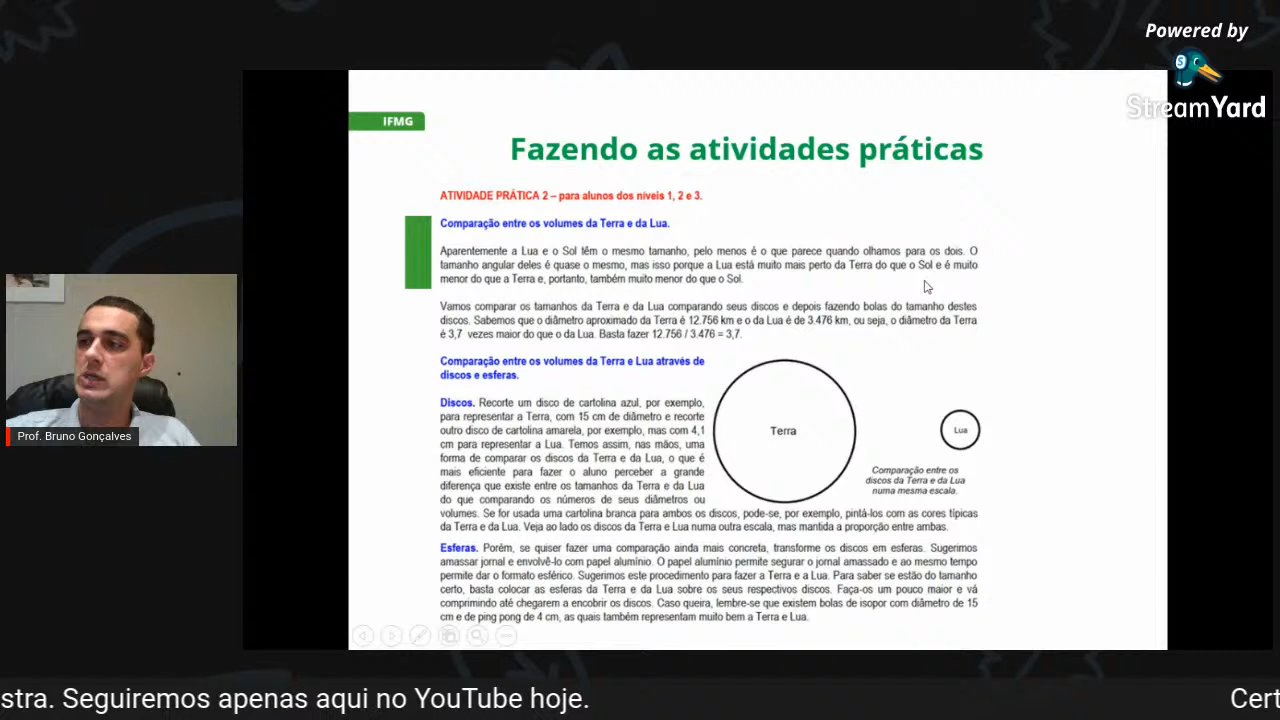 Powered by
StreamYard
IFMG
Fazendo as atividades práticas
ATIVIDADE PRÁTICA 2 – para alunos dos níveis 1, 2 e 3.
Comparação entre os volumes da Terra e da Lua.
Aparentemente a Lua e o Sol têm o mesmo tamanho, pelo menos é o que parece quando olhamos para os dois. O
tamanho angular deles é quase o mesmo, mas isso porque a Lua está muito mais perto da Terra do que o Sol e é muito
menor do que a Terra e, portanto, também muito menor do que o Sol.
Vamos comparar os tamanhos da Terra e da Lua comparando seus discos e depois fazendo bolas do tamanho destes
discos. Sabemos que o diâmetro aproximado da Terra é 12.756 km e o da Lua é de 3.476 km, ou seja, o diâmetro da Terra
é 3,7 vezes maior do que o da Lua. Basta fazer 12.756 / 3.476 = 3,7.
Comparação entre os volumes da Terra e Lua através de
discos e esferas.
Discos. Recorte um disco de cartolina azul, por exemplo,
para representar a Terra, com 15 cm de diâmetro e recorte
outro disco de cartolina amarela, por exemplo, mas com 4,1
cm para representar a Lua. Temos assim, nas mãos, uma
forma de comparar os discos da Terra e da Lua, o que é
mais eficiente para fazer o aluno perceber a grande
diferença que existe entre os tamanhos da Terra e da Lua
do que comparando os números de seus diâmetros ou
volumes. Se for usada uma cartolina branca para ambos os discos, pode-se, por exemplo, pintá-los com as cores típicas
da Terra e da Lua. Veja ao lado os discos da Terra e Lua numa outra escala, mas mantida a proporção entre ambas.
Terra
Lua
Comparação entre os
discos da Terra e da Lua
numa mesma escala.
Esferas. Porém, se quiser fazer uma comparação ainda mais concreta, transforme os discos em esferas. Sugerimos
amassar jornal e envolvê-lo com papel alumínio. O papel alumínio permite segurar o jornal amassado e ao mesmo tempo
permite dar o formato esférico. Sugerimos este procedimento para fazer a Terra e a Lua. Para saber se estão do tamanho
certo, basta colocar as esferas da Terra e da Lua sobre os seus respectivos discos. Faça-os um pouco maior e vá
comprimindo até chegarem a encobrir os discos. Caso queira, lembre-se que existem bolas de isopor com diâmetro de 15
cm e de ping pong de 4 cm, as quais também representam muito bem a Terra e Lua.
Prof. Bruno Gonçalves
stra. Seguiremos apenas aqui no YouTube hoje. Cert